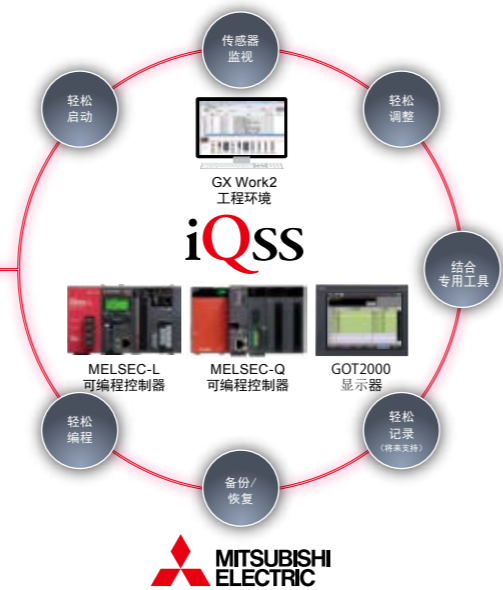 传感器
监视
轻松
启动
轻松
调整
GX Work2
工程环境
iQss
结合
专用工具
MELSEC-L
可编程控制器
MELSEC-Q
可编程控制器
GOT2000
显示器
轻松
编程
轻松
记录
(将来支持)
备份/
恢复
MITSUBISHI
ELECTRIC